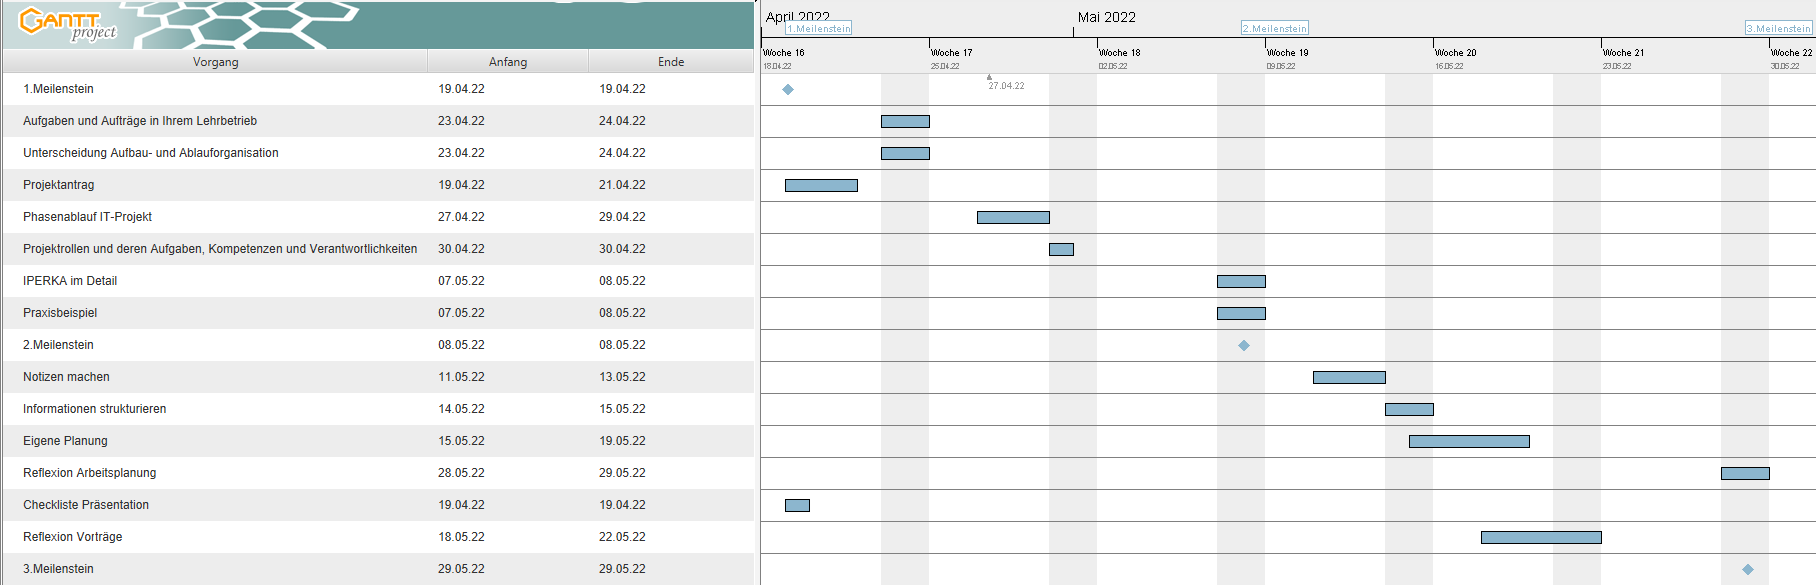 GANTT
project
April 2022
Mai 2022
1.Meilenstein
2.Meilenstein
3.Meilenstein
Vorgang Anfang Ende
Woche 16 Woche 17 Woche 18 Woche 19 Woche 20 Woche 21 Woche 22
18.04.22 25.04.22 02.05.22 09.05.22 16.05.22 23.05.22 30.05.22
27.04.22
1.Meilenstein 19.04.22 19.04.22
Aufgaben und Aufträge in Ihrem Lehrbetrieb 23.04.22 24.04.22
Unterscheidung Aufbau- und Ablauforganisation 23.04.22 24.04.22
Projektantrag 19.04.22 21.04.22
Phasenablauf IT-Projekt 27.04.22 29.04.22
Projektrollen und deren Aufgaben, Kompetenzen und Verantwortlichkeiten 30.04.22 30.04.22
IPERKA im Detail 07.05.22 08.05.22
Praxisbeispiel 07.05.22 08.05.22
2.Meilenstein 08.05.22 08.05.22
Notizen machen 11.05.22 13.05.22
Informationen strukturieren 14.05.22 15.05.22
Eigene Planung 15.05.22 19.05.22
Reflexion Arbeitsplanung 28.05.22 29.05.22
Checkliste Präsentation 19.04.22 19.04.22
Reflexion Vorträge 18.05.22 22.05.22
3.Meilenstein 29.05.22 29.05.22